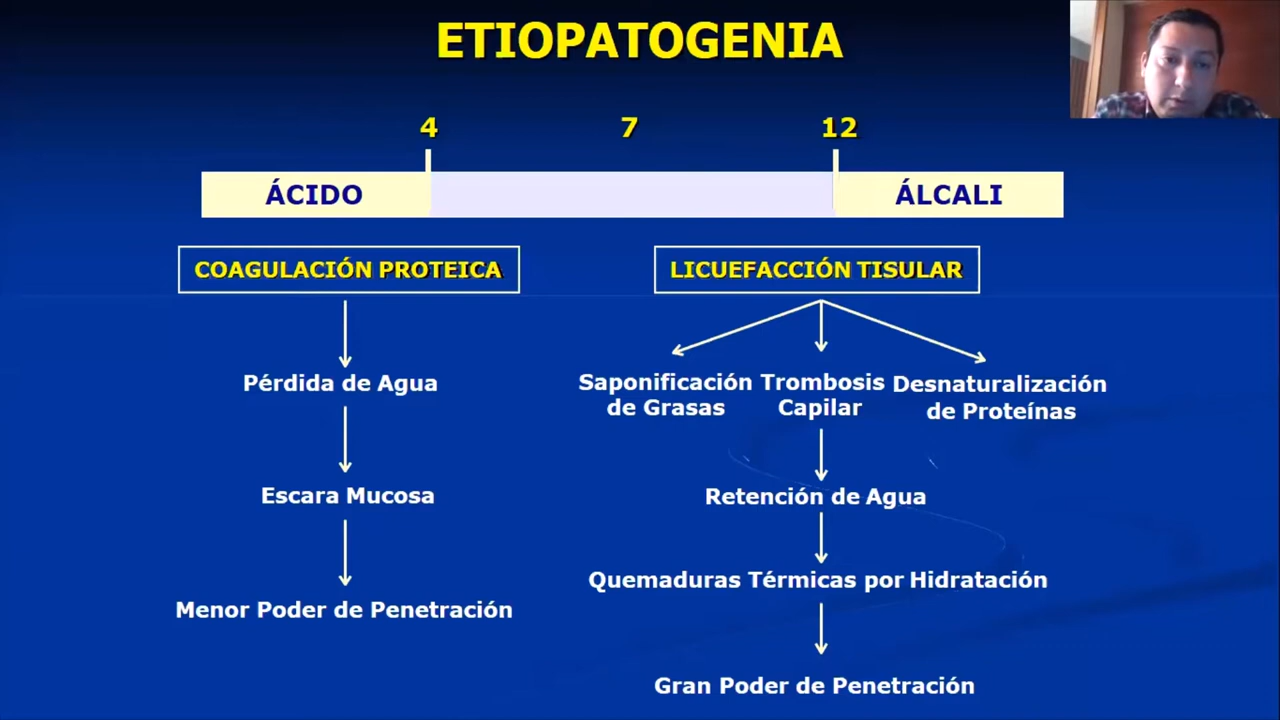 ETIOPATOGENIA
4 7 12
ÁCIDO ÁLCALI
COAGULACIÓN PROTEICA
Pérdida de Agua
Escara Mucosa
Menor Poder de Penetración
LICUEFACCIÓN TISULAR
Saponificación
de Grasas
Trombosis
Capilar
Desnaturalización
de Proteínas
Retención de Agua
Quemaduras Térmicas por Hidratación
Gran Poder de Penetración